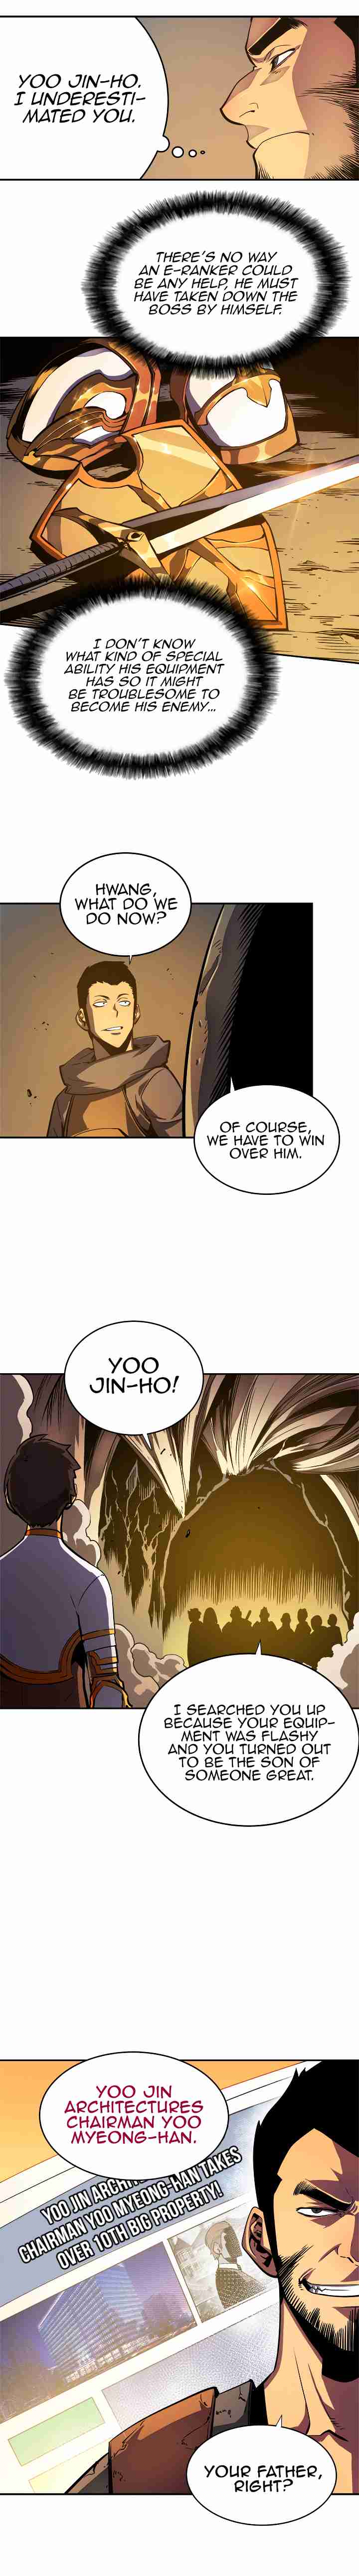 YOO JIN-HO.
I UNDERESTI-
MATED YOU.
THERE'S NO WAY
AN E-RANKER COULD
BE ANY HELP, HE MUST
HAVE TAKEN DOWN THE
BOSS BY HIMSELF.
I DON'T KNOW
WHAT KIND OF SPECIAL
ABILITY HIS EQUIPMENT
HAS SO IT MIGHT
BE TROUBLESOME TO
BECOME HIS ENEMY...
HWANG,
WHAT DO WE
DO NOW?
OF COURSE,
WE HAVE TO WIN
OVER HIM.
YOO
JIN-HO!
I SEARCHED YOU UP
BECAUSE YOUR EQUIP-
MENT WAS FLASHY
AND YOU TURNED OUT
TO BE THE SON OF
SOMEONE GREAT.
YOO JIN
ARCHITECTURES
CHAIRMAN YOO
MYEONG-HAN.
YOO JIN
CHAIRMAN YOO MYEONG-HAN TAKES
OVER 10TH BIG PROPERTY!
YOUR FATHER,
RIGHT?